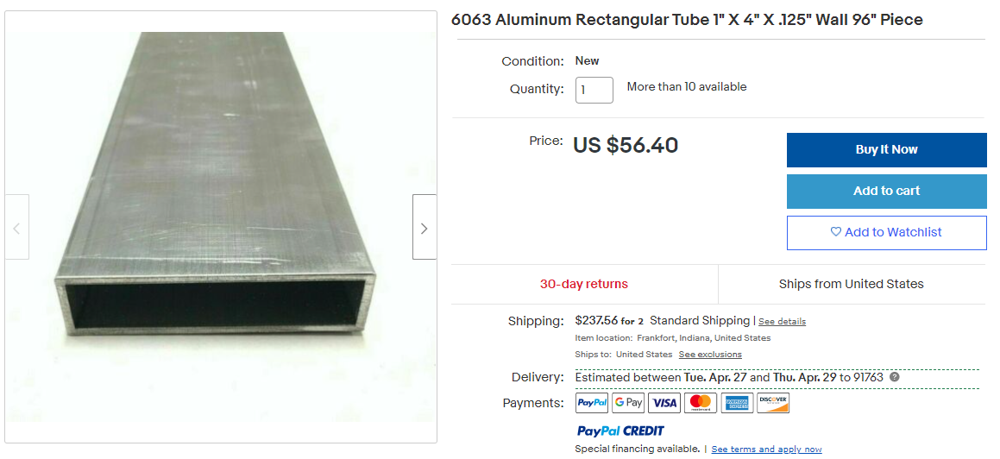 6063 Aluminum Rectangular Tube 1" X 4" X .125" Wall 96" Piece
Condition: New
Quantity: 1 More than 10 available
Price: US $56.40
Buy It Now
Add to cart
Add to Watchlist
30-day returns Ships from United States
Shipping: $237.56 for 2 Standard Shipping | See details
Item location: Frankfort, Indiana, United States
Ships to: United States See exclusions
Delivery: Estimated between Tue. Apr. 27 and Thu. Apr. 29 to 91763 ?
Payments: PayPal G Pay VISA mastercard AMERICAN EXPRESS DISCOVER
PayPal CREDIT
Special financing available. | See terms and apply now